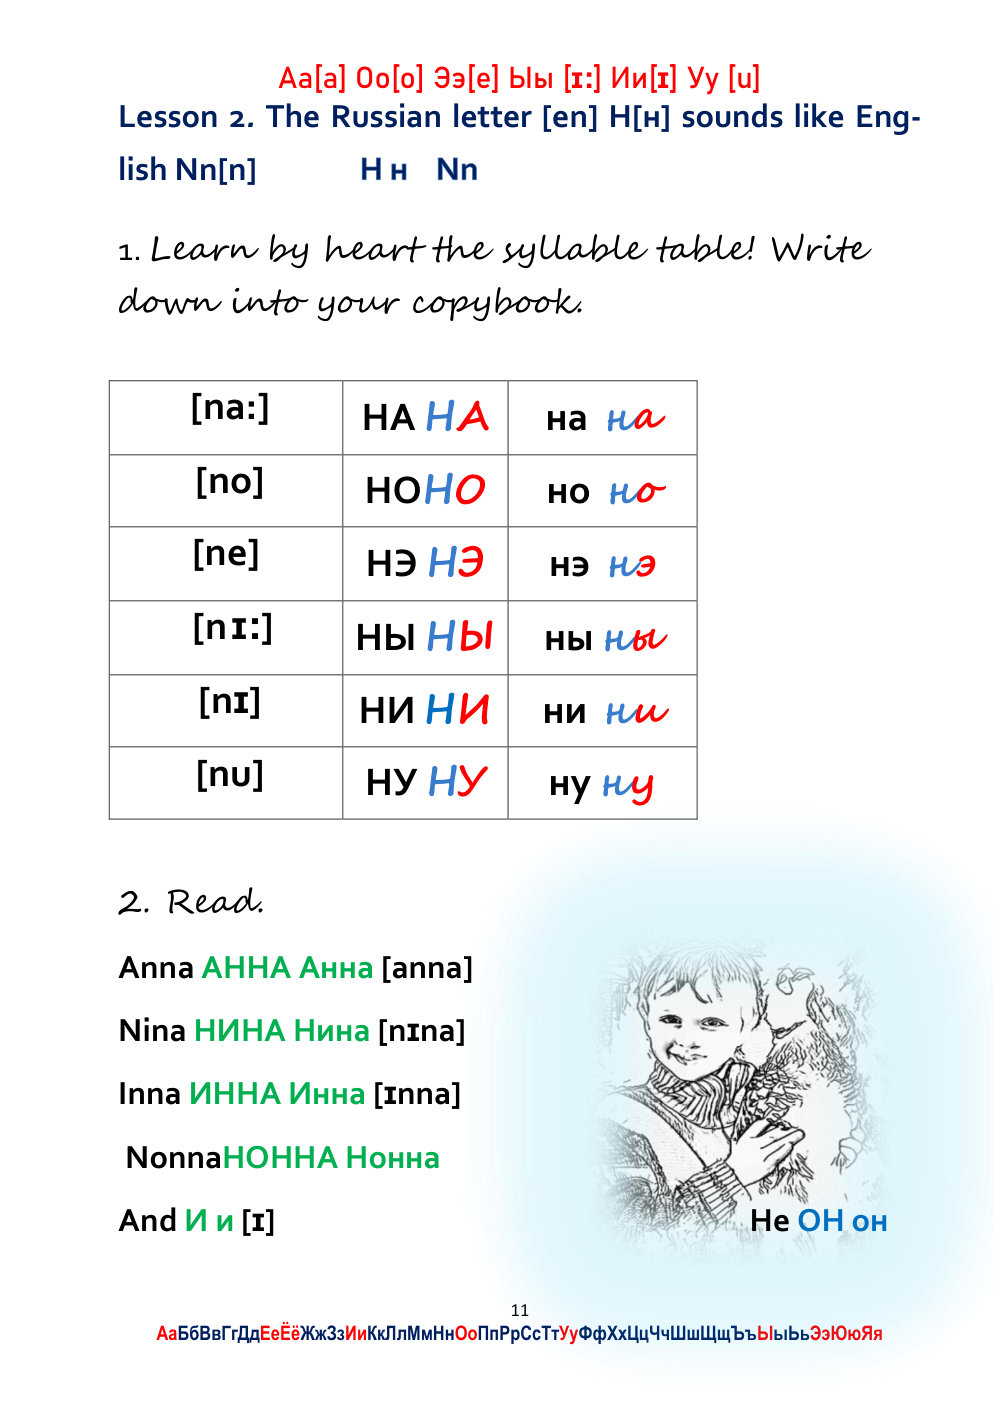 Аа[a] Оо[o] Ээ[e] Ыы [ɪ:] Ии[ɪ] Уу [u]
Lesson 2. The Russian letter [en] Н[н] sounds like Eng-
lish Nn[n] Н н Nn
1. Learn by heart the syllable table! Write
down into your copybook.
[na:] НА НА на на
[no] НО НО но но
[ne] НЭ НЭ нэ нэ
[nɪ:] НЫ НЫ ны ны
[nɪ] НИ НИ ни ни
[nu] НУ НУ ну ну
2. Read.
Anna АННА Анна [anna]
Nina НИНА Нина [nɪna]
Inna ИННА Инна [ɪnna]
NonnaНОННА Нонна
And И и [ɪ]
He ОН он
11
АаБбВвГгДдЕеЁёЖжЗзИиКкЛлМмНнОоПпРрСсТтУуФфХхЦцЧчШшЩщЪъЫыЬьЭэЮюЯя